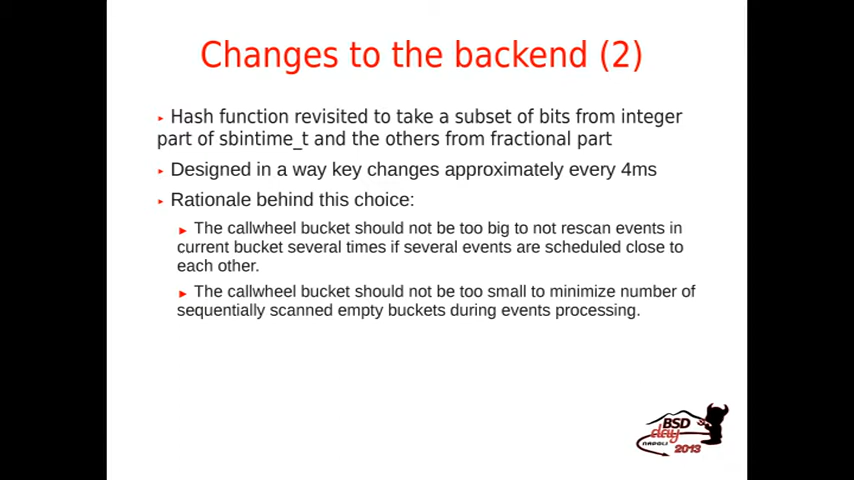 Changes to the backend (2)
Hash function revisited to take a subset of bits from integer
part of sbintime_t and the others from fractional part
Designed in a way key changes approximately every 4ms
Rationale behind this choice:
The callwheel bucket should not be too big to not rescan events in
current bucket several times if several events are scheduled close to
each other.
The callwheel bucket should not be too small to minimize number of
sequentially scanned empty buckets during events processing.
BSD
day
NAPOLI
2013